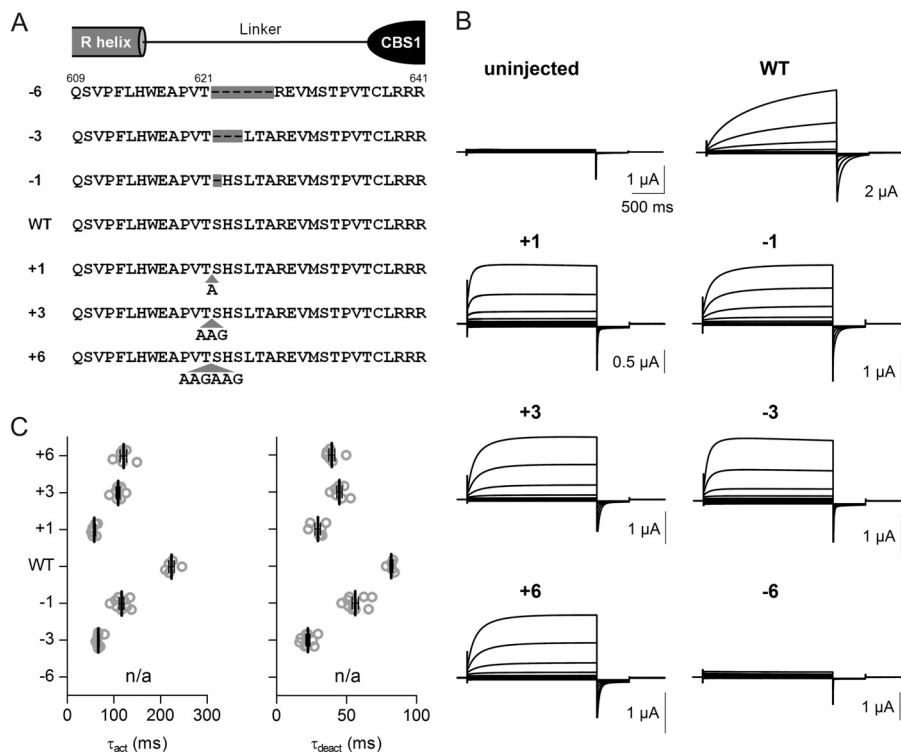 A
R helix
Linker
CBS1
609 621 641
-6 QSVPFLHWEAPVT------REVMSTPVTCLRRR
-3 QSVPFLHWEAPVT---LTAREVMSTPVTCLRRR
-1 QSVPFLHWEAPVT-HSLTAREVMSTPVTCLRRR
WT QSVPFLHWEAPVTSHSLTAREVMSTPVTCLRRR
+1 QSVPFLHWEAPVTSHSLTAREVMSTPVTCLRRR
A
+3 QSVPFLHWEAPVTSHSLTAREVMSTPVTCLRRR
AAG
+6 QSVPFLHWEAPVTSHSLTAREVMSTPVTCLRRR
AAGAAG
B
uninjected
1 µA
500 ms
WT
2 µA
+1
0.5 µA
-1
1 µA
+3
1 µA
-3
1 µA
+6
1 µA
-6
1 µA
C
+6
+3
+1
WT
-1
-3
-6
n/a
0 100 200 300
τact (ms)
n/a
0 50 100
τdeact (ms)